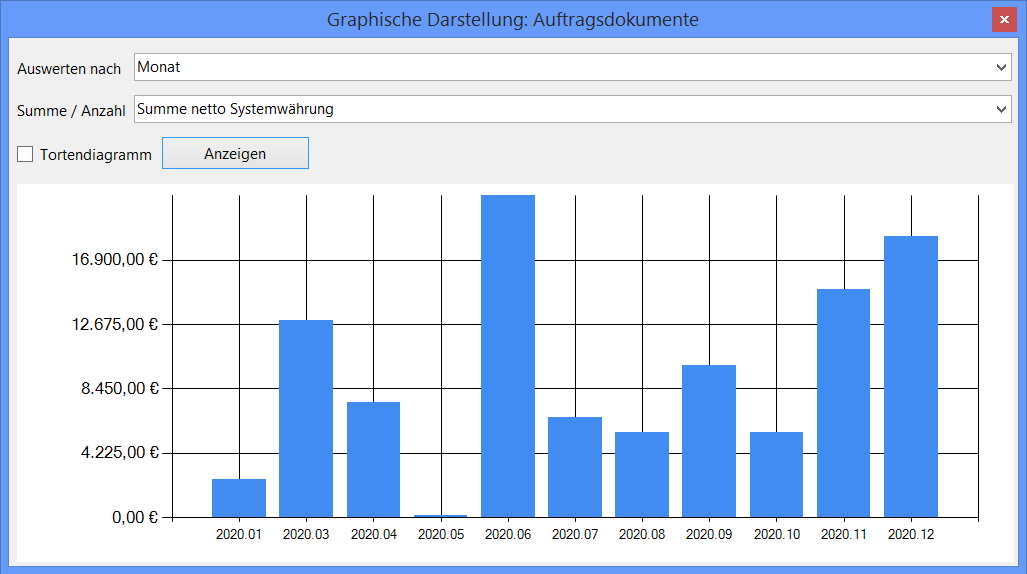 Graphische Darstellung: Auftragsdokumente
Auswerten nach Monat
Summe / Anzahl Summe netto Systemwährung
Tortendiagramm Anzeigen
16.900,00 €
12.675,00 €
8.450,00 €
4.225,00 €
0,00 €
2020.01 2020.03 2020.04 2020.05 2020.06 2020.07 2020.08 2020.09 2020.10 2020.11 2020.12